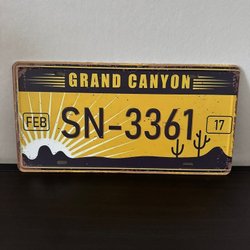 GRAND CANYON
FEB SN-3361 17